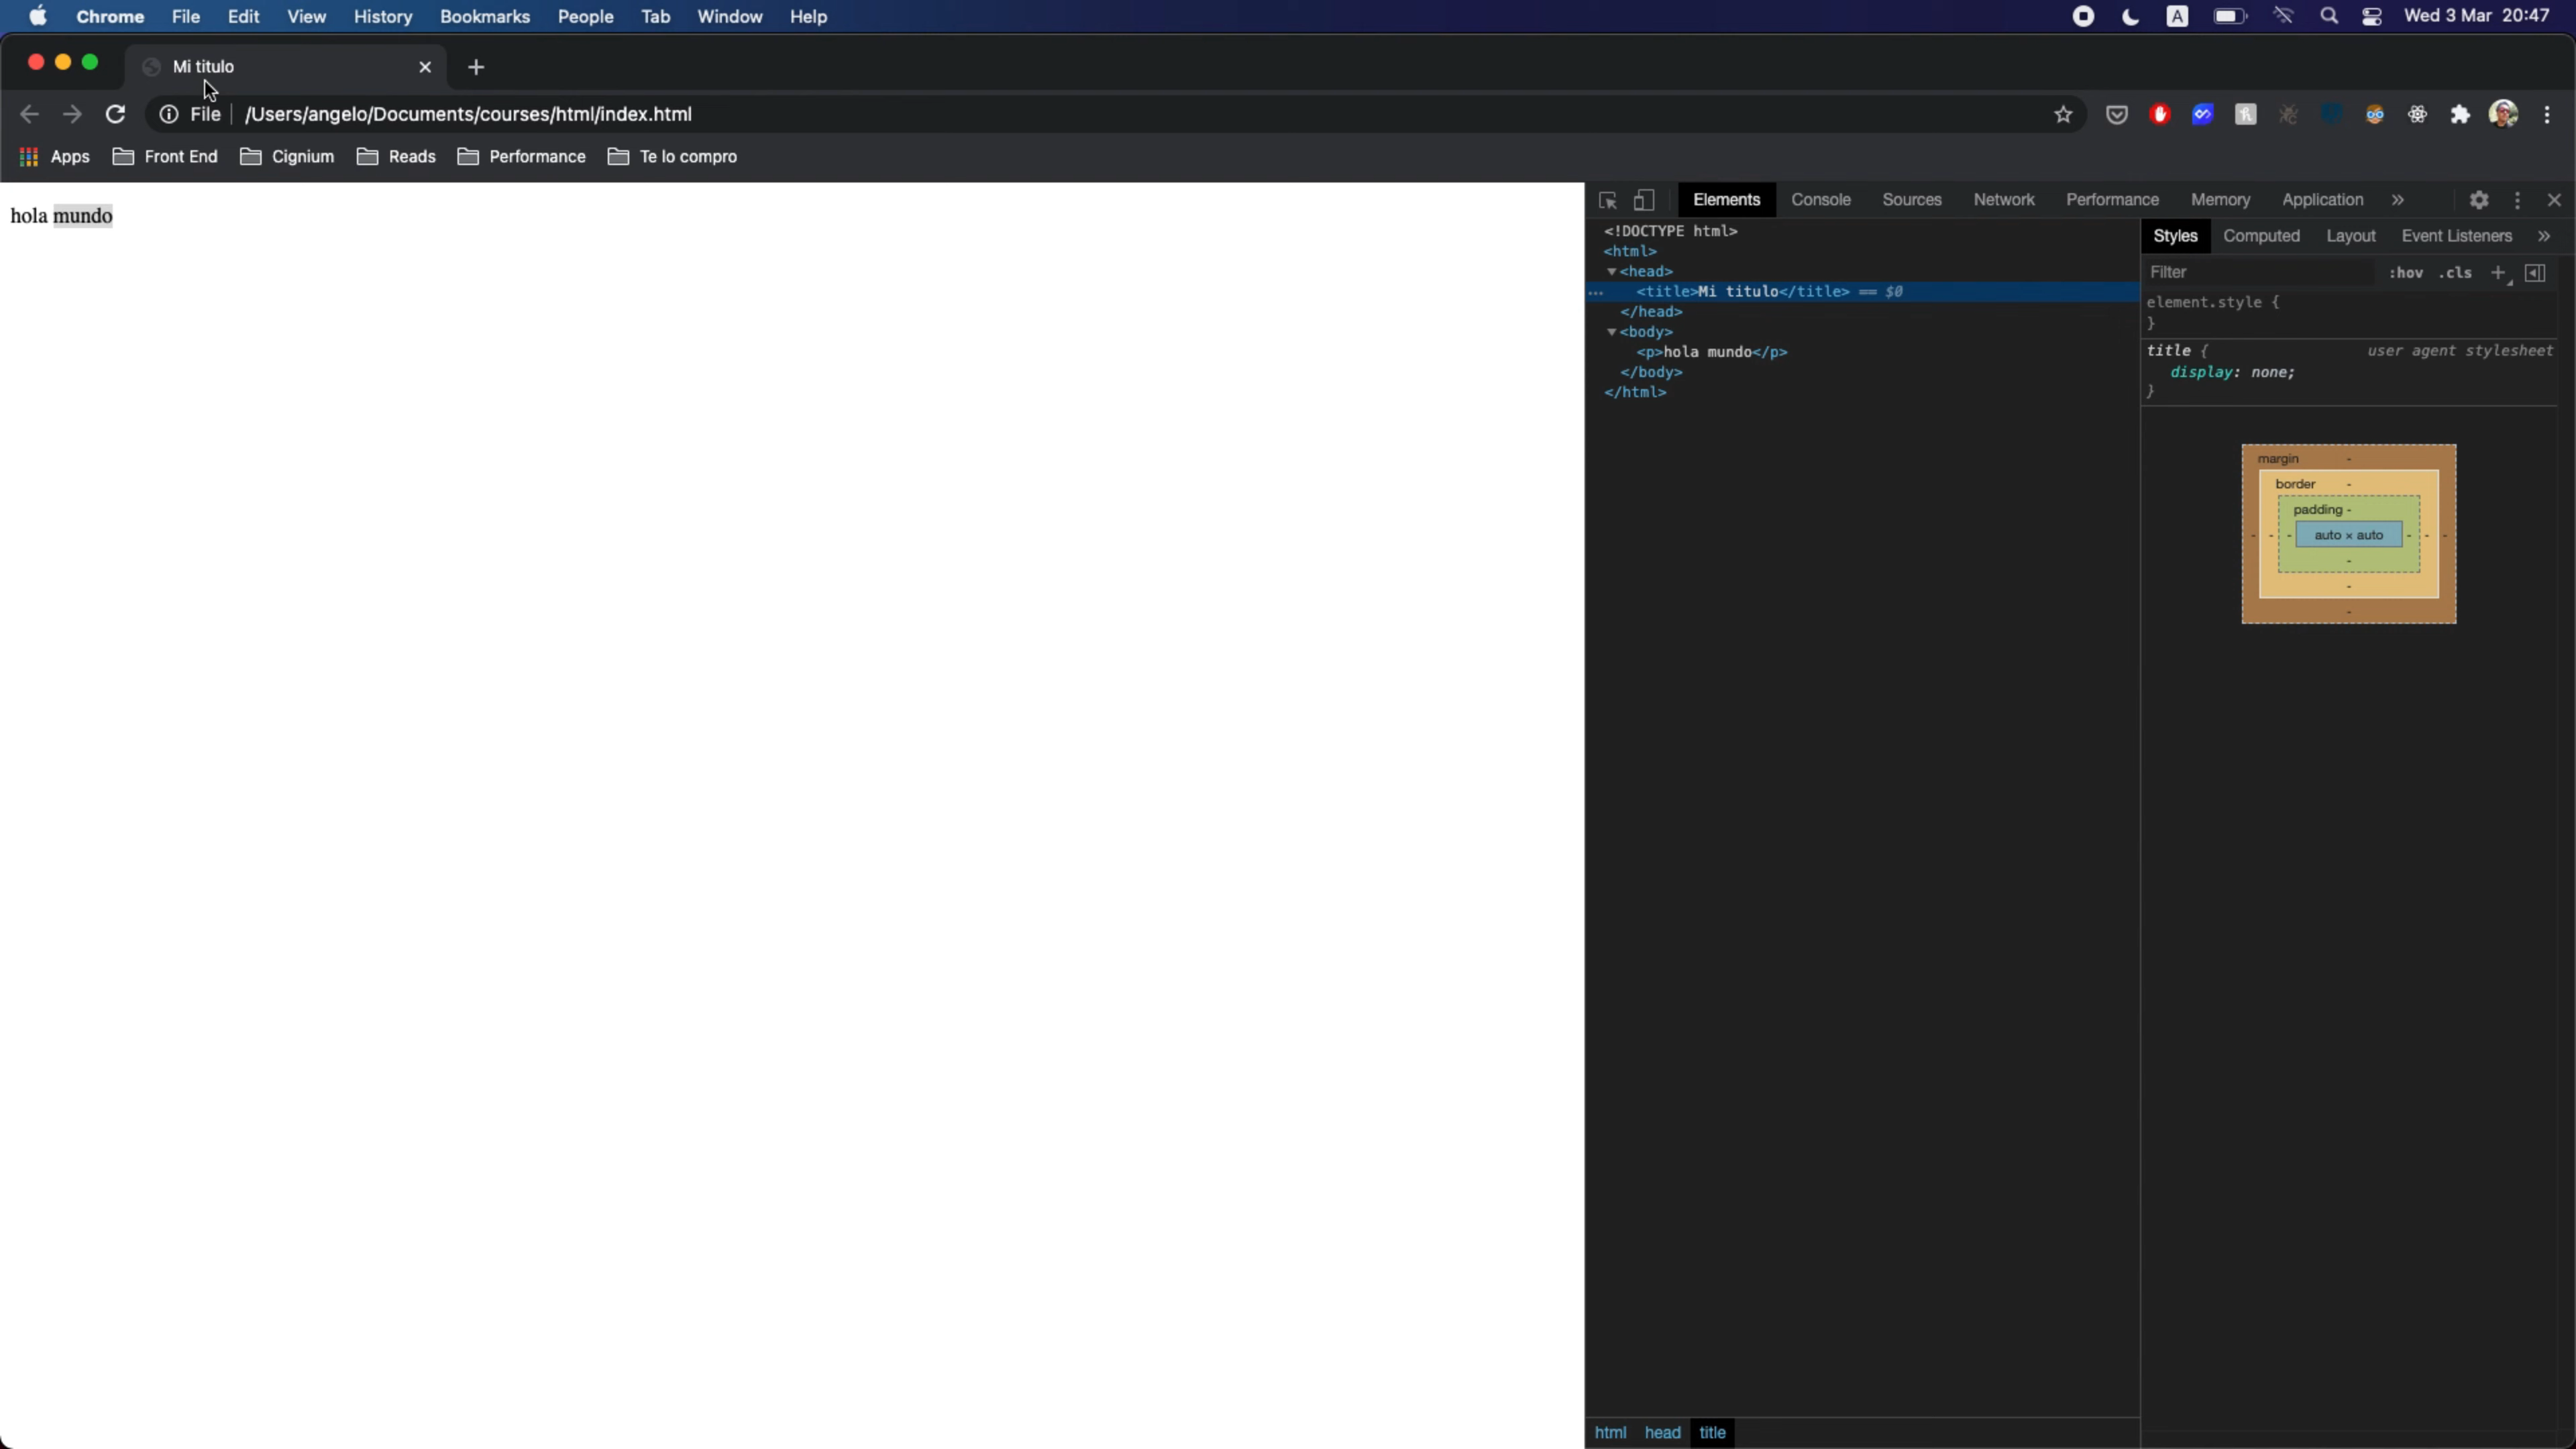 Chrome File Edit View History Bookmarks People Tab Window Help A Wed 3 Mar 20:47
Mi titulo
File /Users/angelo/Documents/courses/html/index.html
Apps Front End Cignium Reads Performance Te lo compro
hola mundo
Elements Console Sources Network Performance Memory Application »
<!DOCTYPE html>
<html>
<head>
<title>Mi titulo</title> == $0
</head>
<body>
<p>hola mundo</p>
</body>
</html>
html head title
Styles Computed Layout Event Listeners »
Filter :hov .cls +
element.style {
}
title { user agent stylesheet
display: none;
}
margin -
border -
padding -
- - - auto × auto - - -
-
-
-